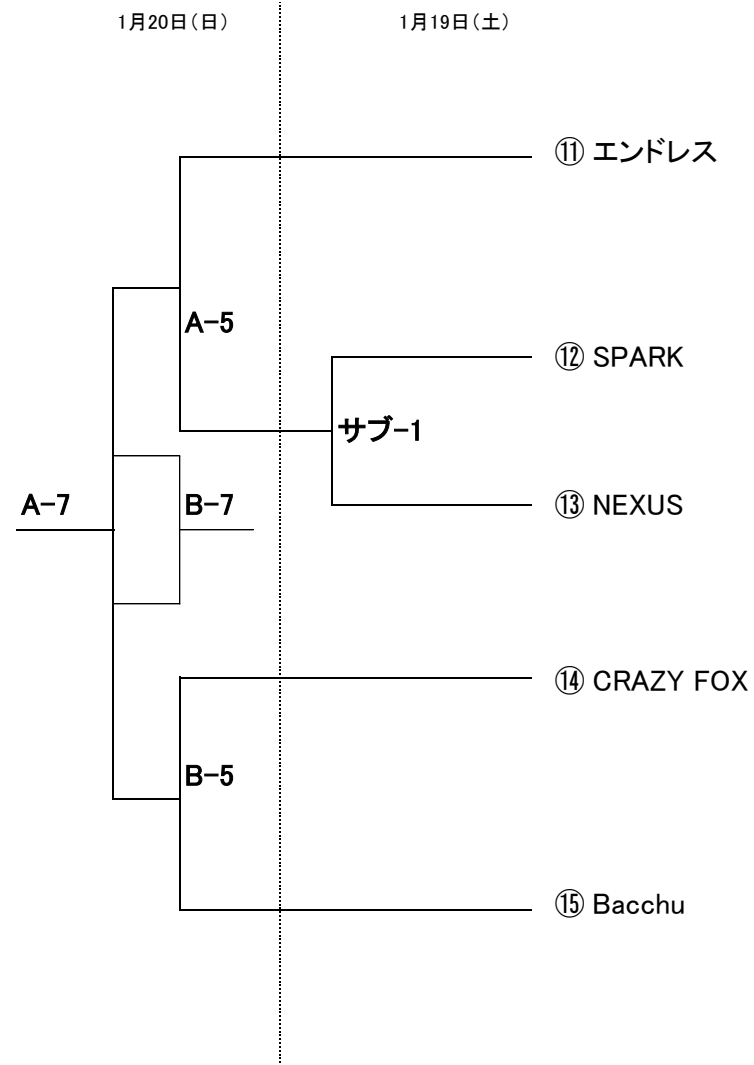 1月20日（日）
1月19日（土）
⑪ エンドレス
A-5
⑫ SPARK
サブ-1
A-7
B-7
⑬ NEXUS
⑭ CRAZY FOX
B-5
⑮ Bacchu